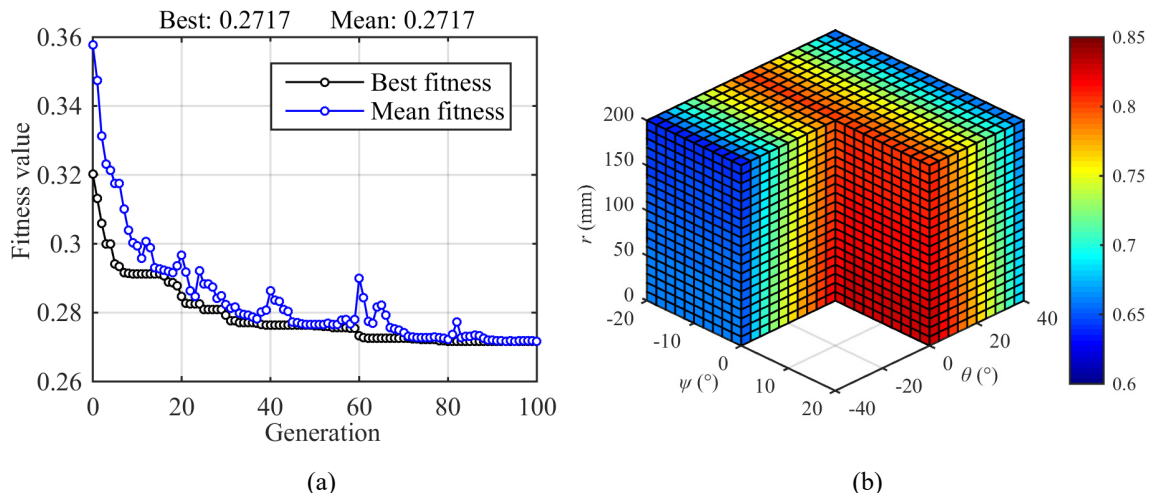 Best: 0.2717 Mean: 0.2717
0.36
0.34
0.32
0.3
0.28
0.26
Fitness value
Best fitness
Mean fitness
0 20 40 60 80 100
Generation
(a)
200
150
100
50
0
r (mm)
-20
-10
0
10
20
ψ (°)
-40
-20
0
20
40
θ (°)
0.85
0.8
0.75
0.7
0.65
0.6
(b)